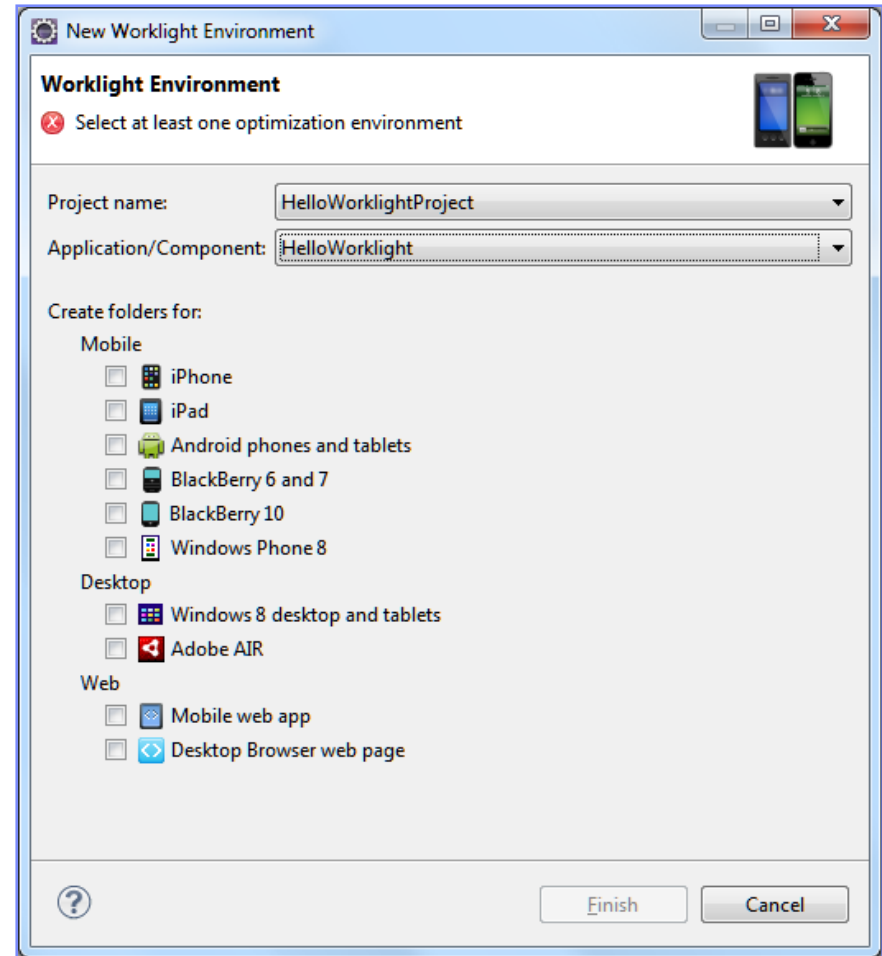 New Worklight Environment
Worklight Environment
Select at least one optimization environment
Project name: HelloWorklightProject
Application/Component: HelloWorklight
Create folders for:
Mobile
iPhone
iPad
Android phones and tablets
BlackBerry 6 and 7
BlackBerry 10
Windows Phone 8
Desktop
Windows 8 desktop and tablets
Adobe AIR
Web
Mobile web app
Desktop Browser web page
Finish Cancel